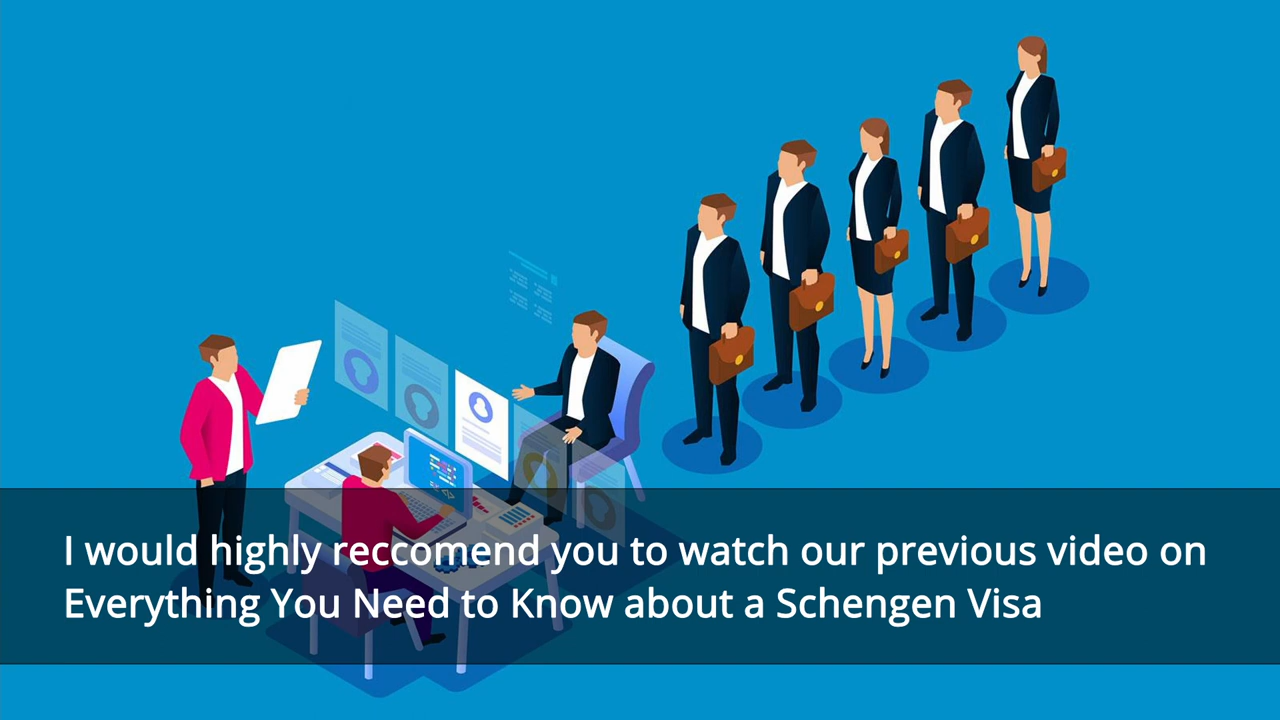 I would highly reccomend you to watch our previous video on
Everything You Need to Know about a Schengen Visa